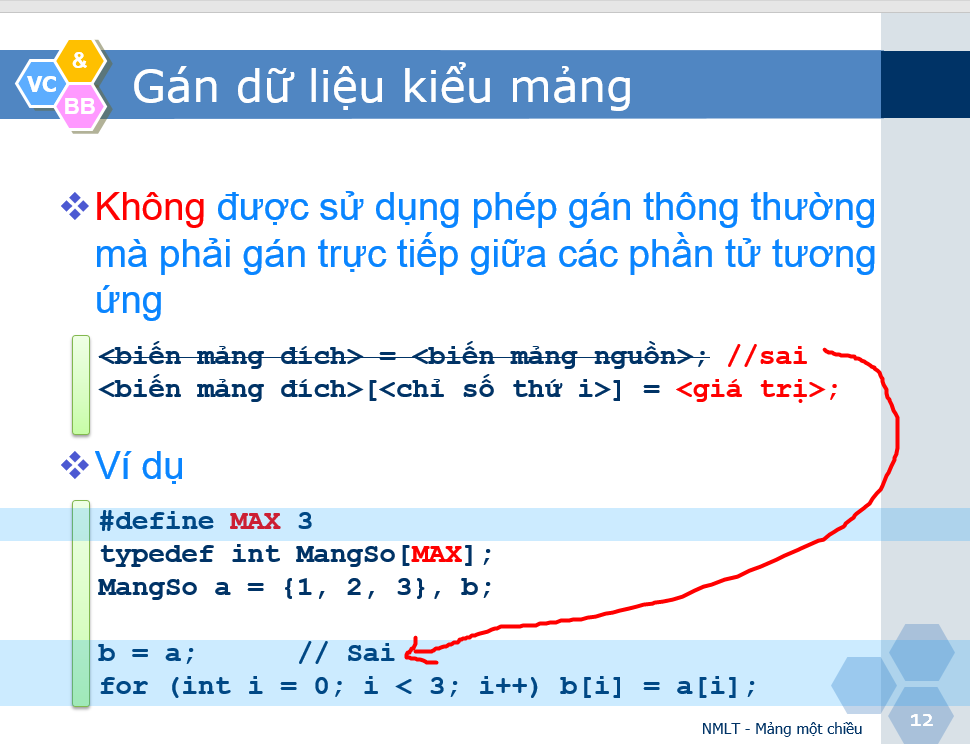 &
VC
BB
Gán dữ liệu kiểu mảng
Không được sử dụng phép gán thông thường
mà phải gán trực tiếp giữa các phần tử tương
ứng
<biến mảng đích> = <biến mảng nguồn>; //sai
<biến mảng đích>[<chỉ số thứ i>] = <giá trị>;
Ví dụ
#define MAX 3
typedef int MangSo[MAX];
MangSo a = {1, 2, 3}, b;
b = a; // Sai
for (int i = 0; i < 3; i++) b[i] = a[i];
NMLT - Mảng một chiều
12